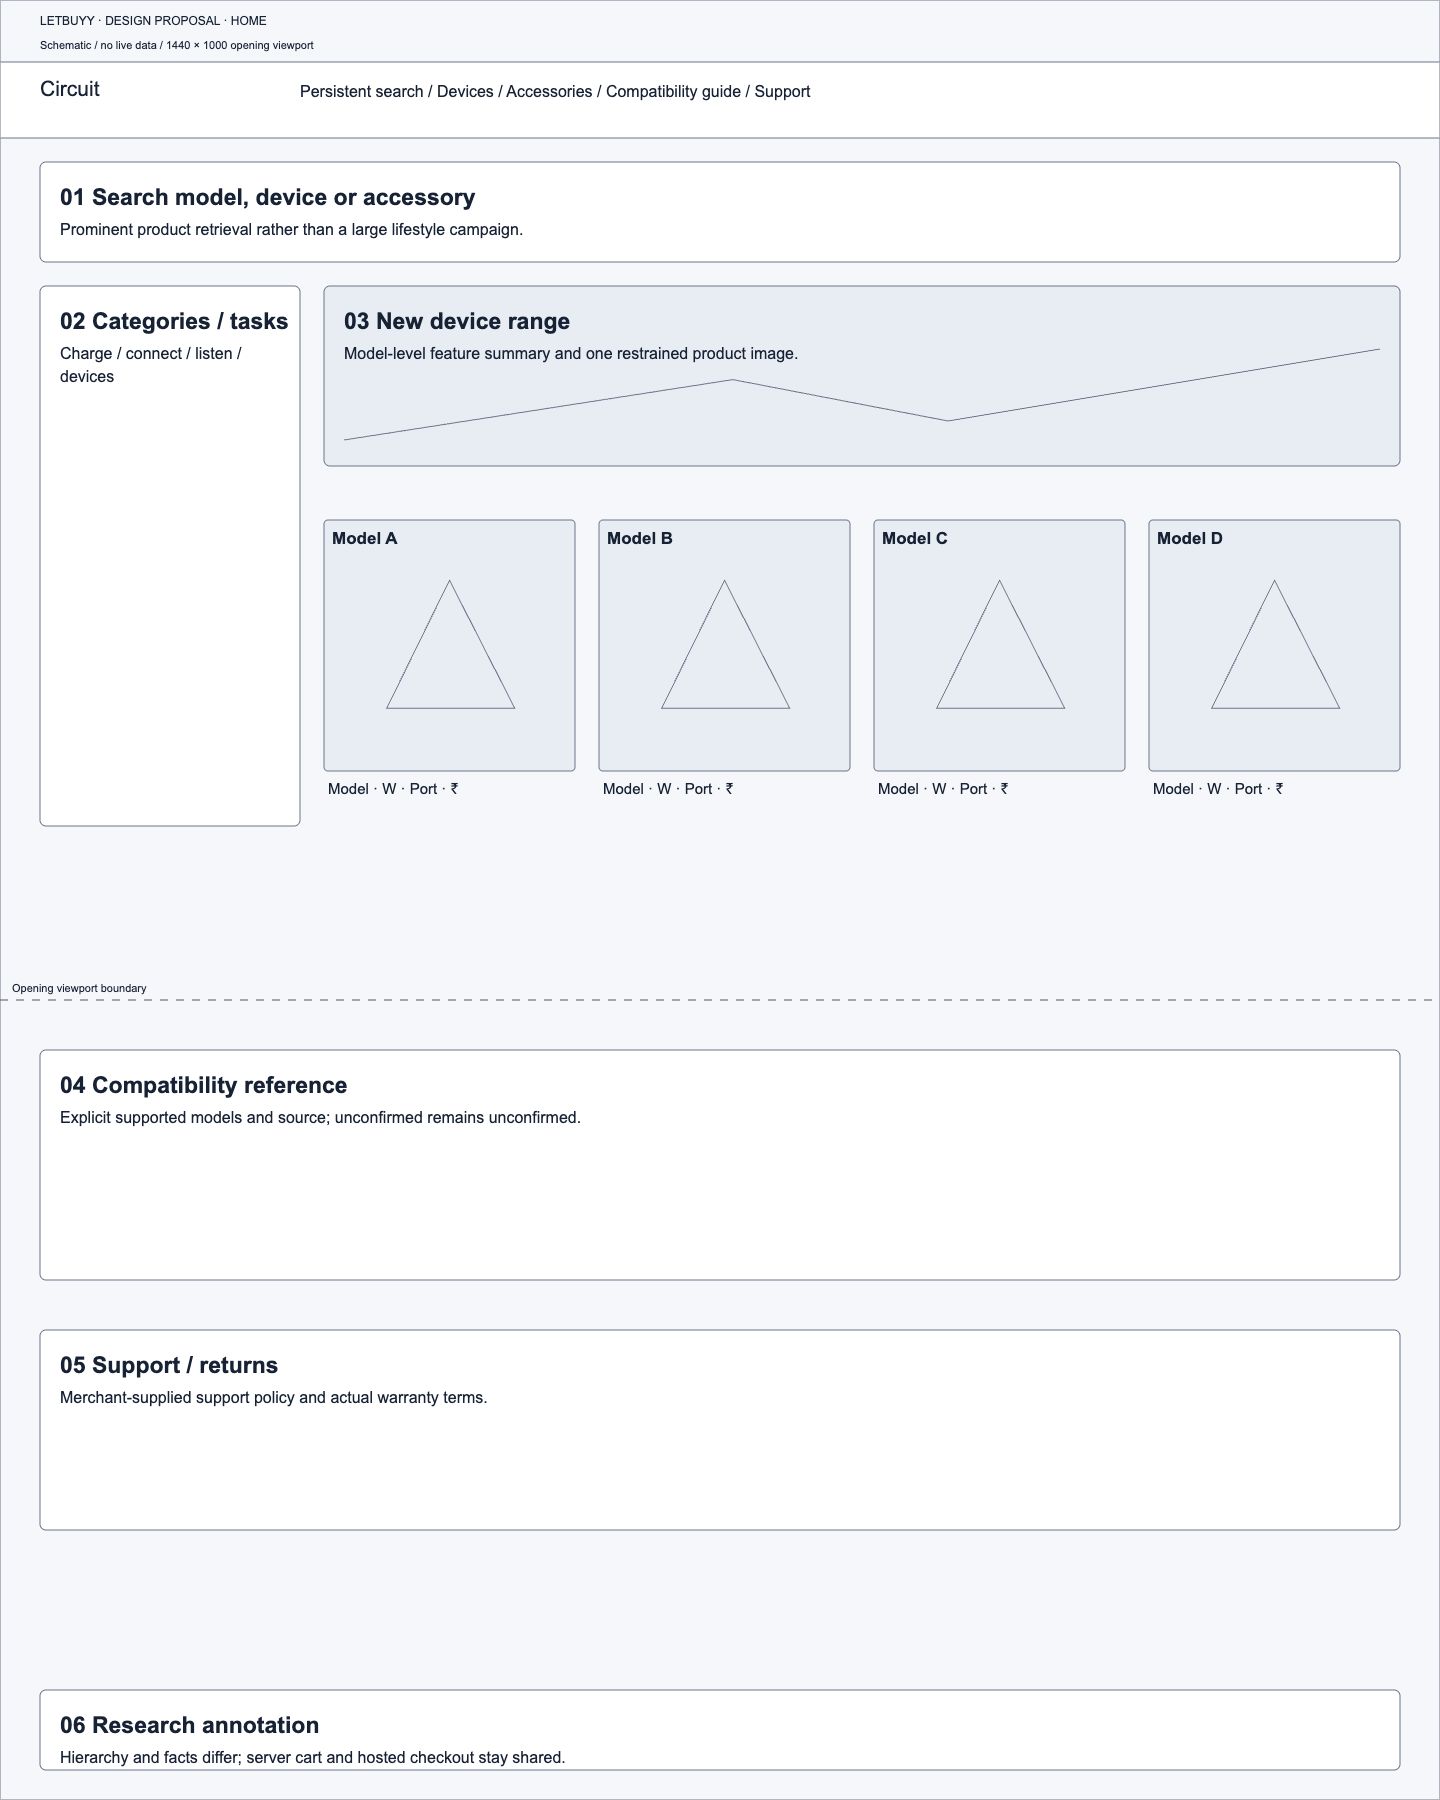 LETBUYY · DESIGN PROPOSAL · HOME
Schematic / no live data / 1440 × 1000 opening viewport
Circuit
Persistent search / Devices / Accessories / Compatibility guide / Support
01 Search model, device or accessory
Prominent product retrieval rather than a large lifestyle campaign.
02 Categories / tasks
Charge / connect / listen /
devices
03 New device range
Model-level feature summary and one restrained product image.
Model A
Model B
Model C
Model D
Model · W · Port · ₹
Model · W · Port · ₹
Model · W · Port · ₹
Model · W · Port · ₹
Opening viewport boundary
04 Compatibility reference
Explicit supported models and source; unconfirmed remains unconfirmed.
05 Support / returns
Merchant-supplied support policy and actual warranty terms.
06 Research annotation
Hierarchy and facts differ; server cart and hosted checkout stay shared.